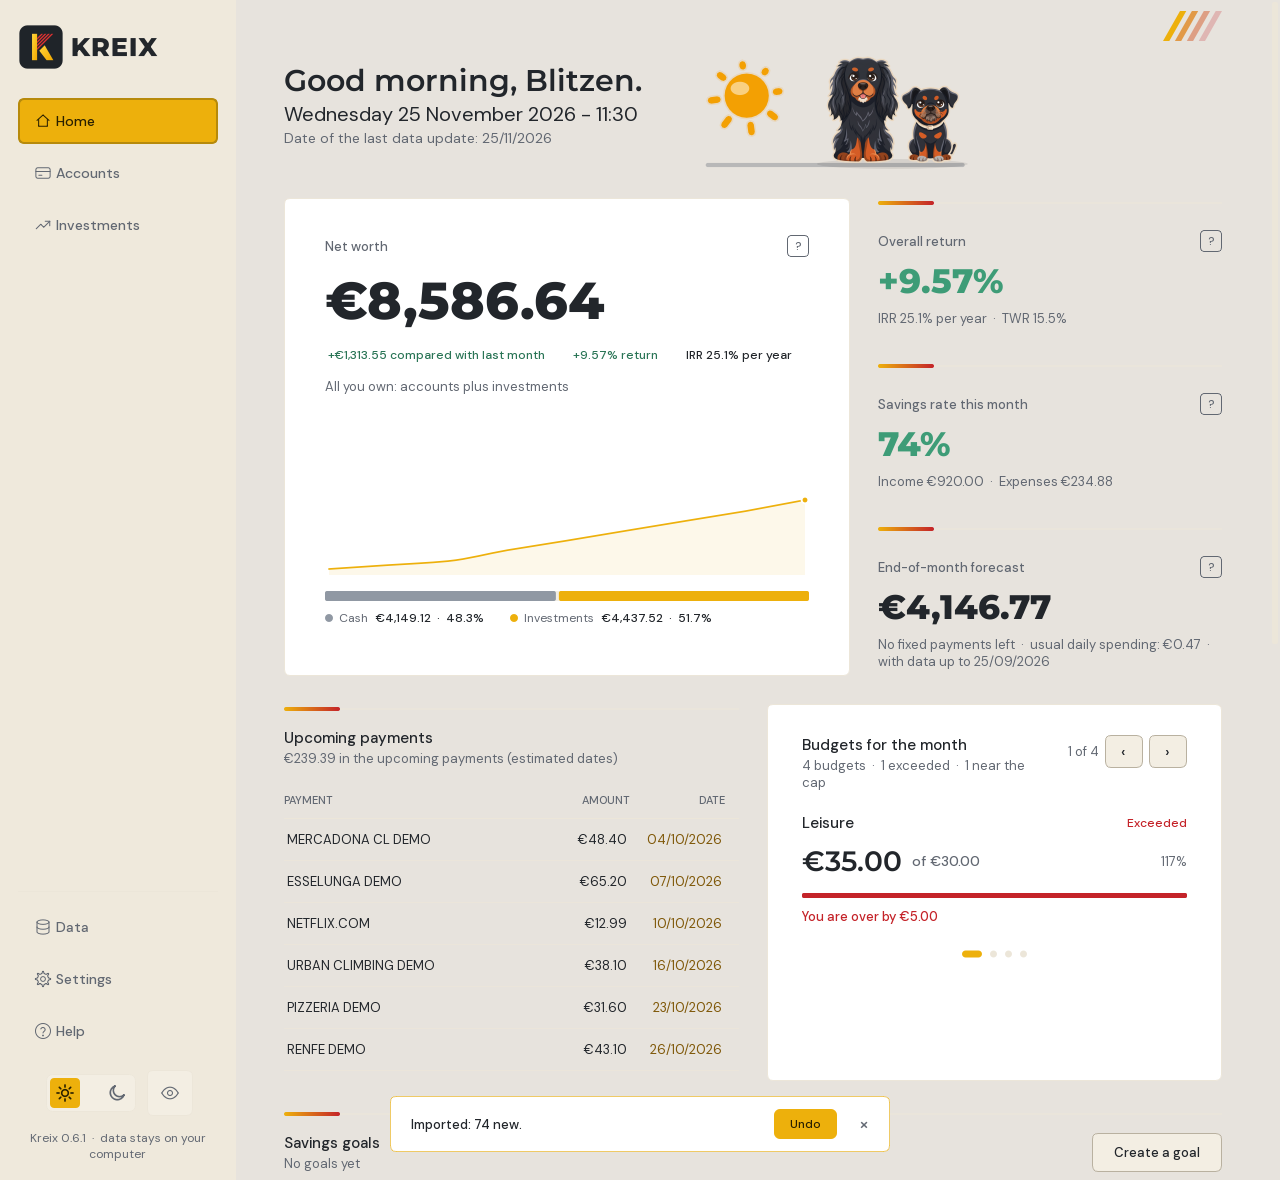 KREIX
Home
Accounts
Investments
Data
Settings
Help
Kreix 0.6.1 · data stays on your
computer
Good morning, Blitzen.
Wednesday 25 November 2026 - 11:30
Date of the last data update: 25/11/2026
Net worth
?
€8,586.64
+€1,313.55 compared with last month
+9.57% return
IRR 25.1% per year
All you own: accounts plus investments
Cash €4,149.12 · 48.3%
Investments €4,437.52 · 51.7%
Overall return
?
+9.57%
IRR 25.1% per year · TWR 15.5%
Savings rate this month
?
74%
Income €920.00 · Expenses €234.88
End-of-month forecast
?
€4,146.77
No fixed payments left · usual daily spending: €0.47 ·
with data up to 25/09/2026
Upcoming payments
€239.39 in the upcoming payments (estimated dates)
PAYMENT AMOUNT DATE
MERCADONA CL DEMO €48.40 04/10/2026
ESSELUNGA DEMO €65.20 07/10/2026
NETFLIX.COM €12.99 10/10/2026
URBAN CLIMBING DEMO €38.10 16/10/2026
PIZZERIA DEMO €31.60 23/10/2026
RENFE DEMO €43.10 26/10/2026
Budgets for the month
4 budgets · 1 exceeded · 1 near the
cap
1 of 4
‹
›
Leisure
Exceeded
€35.00 of €30.00
117%
You are over by €5.00
Savings goals
No goals yet
Imported: 74 new.
Undo
×
Create a goal